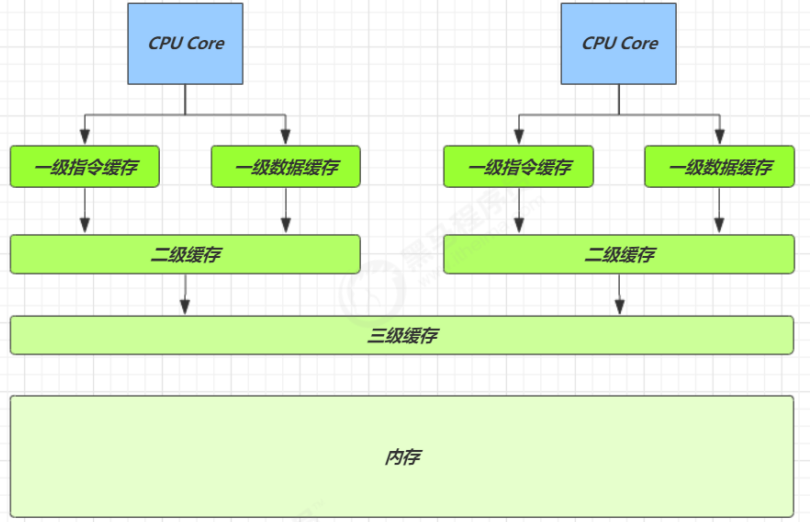 CPU Core
CPU Core
一级指令缓存
一级数据缓存
一级指令缓存
一级数据缓存
二级缓存
二级缓存
三级缓存
内存